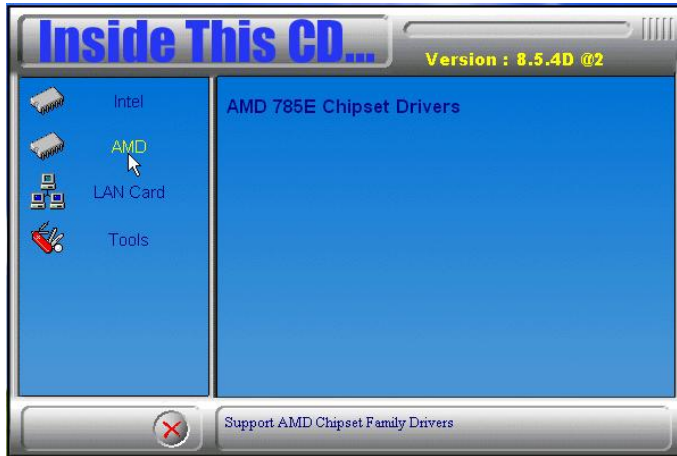 Inside This CD...
Version : 8.5.4D @2
Intel
AMD
LAN Card
Tools
AMD 785E Chipset Drivers
Support AMD Chipset Family Drivers